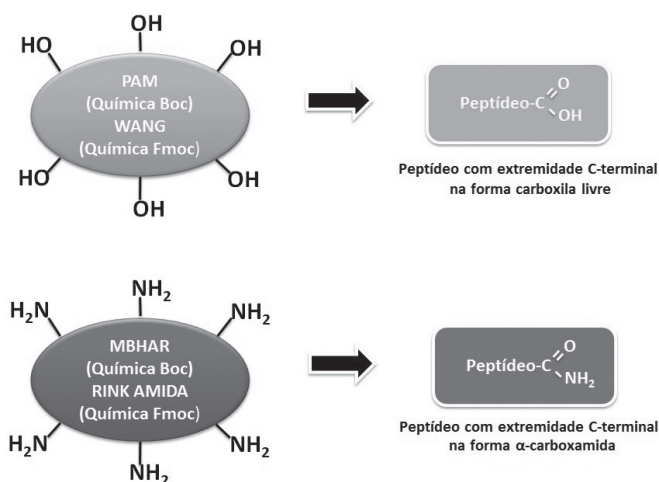 OH
HO
OH
PAM
(Química Boc)
WANG
(Química Fmoc)
HO
OH
OH
Peptídeo-C
O
OH
Peptídeo com extremidade C-terminal
na forma carboxila livre
NH₂
H₂N
NH₂
MBHAR
(Química Boc)
RINK AMIDA
(Química Fmoc)
H₂N
NH₂
NH₂
Peptídeo-C
O
NH₂
Peptídeo com extremidade C-terminal
na forma α-carboxamida